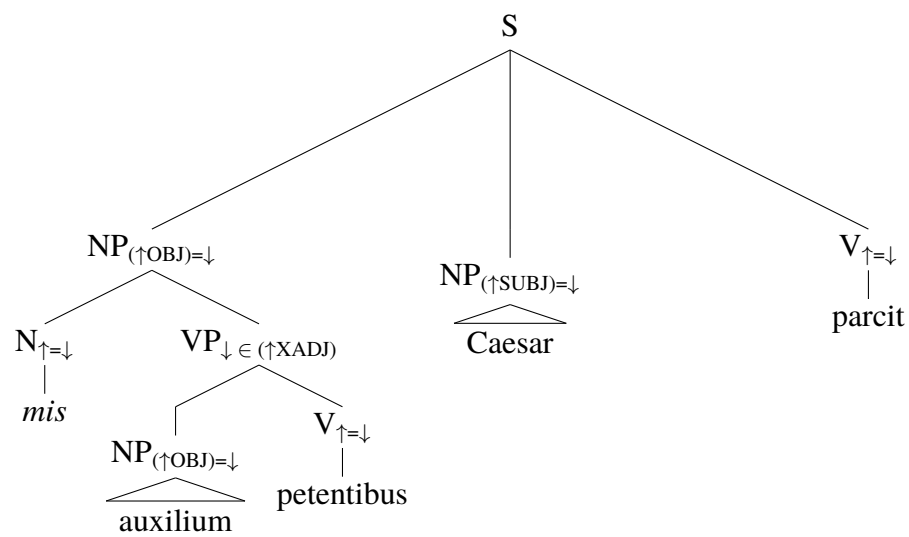 S
NP(↑OBJ)=↓
NP(↑SUBJ)=↓
V↑=↓
N↑=↓
VP↓ ∈ (↑XADJ)
Caesar
parcit
mis
NP(↑OBJ)=↓
V↑=↓
auxilium
petentibus